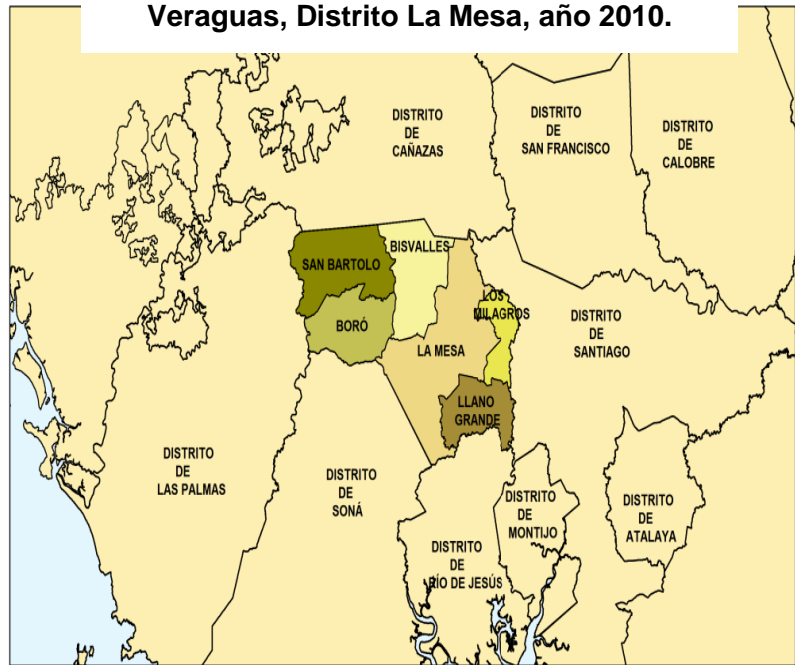 Veraguas, Distrito La Mesa, año 2010.
DISTRITO
DE
CAÑAZAS
DISTRITO
DE
SAN FRANCISCO
DISTRITO
DE
CALOBRE
SAN BARTOLO
BISVALLES
BORÓ
LA MESA
LOS
MILAGROS
LLANO
GRANDE
DISTRITO
DE
SANTIAGO
DISTRITO
DE
LAS PALMAS
DISTRITO
DE
SONÁ
DISTRITO
DE
RÍO DE JESÚS
DISTRITO
DE
MONTIJO
DISTRITO
DE
ATALAYA